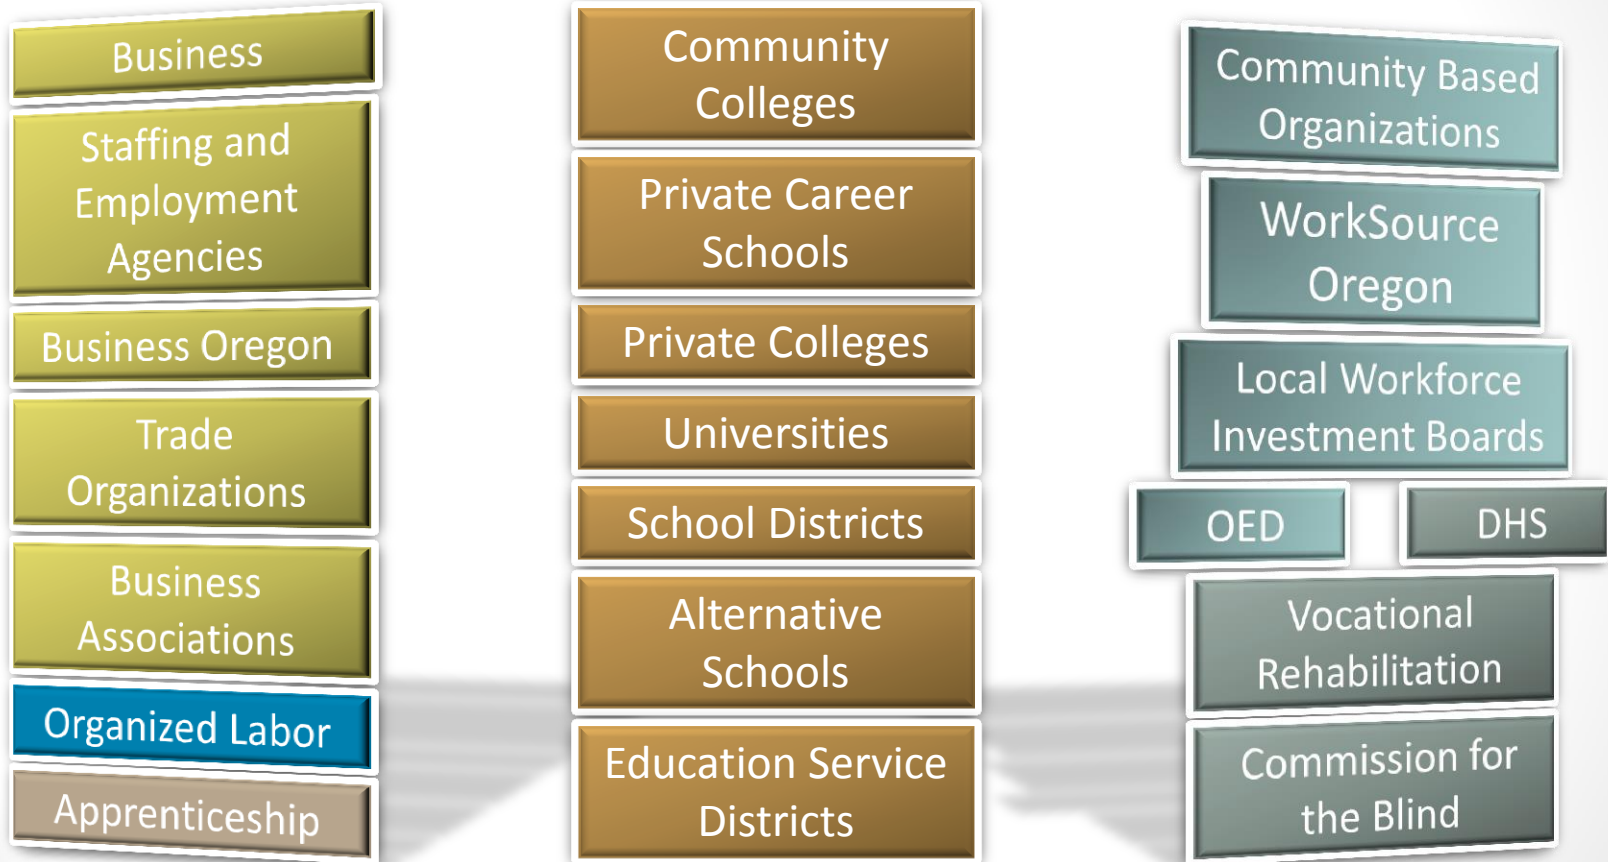 Business
Staffing and
Employment
Agencies
Business Oregon
Trade
Organizations
Business
Associations
Organized Labor
Apprenticeship
Community
Colleges
Private Career
Schools
Private Colleges
Universities
School Districts
Alternative
Schools
Education Service
Districts
Community Based
Organizations
WorkSource
Oregon
Local Workforce
Investment Boards
OED
DHS
Vocational
Rehabilitation
Commission for
the Blind